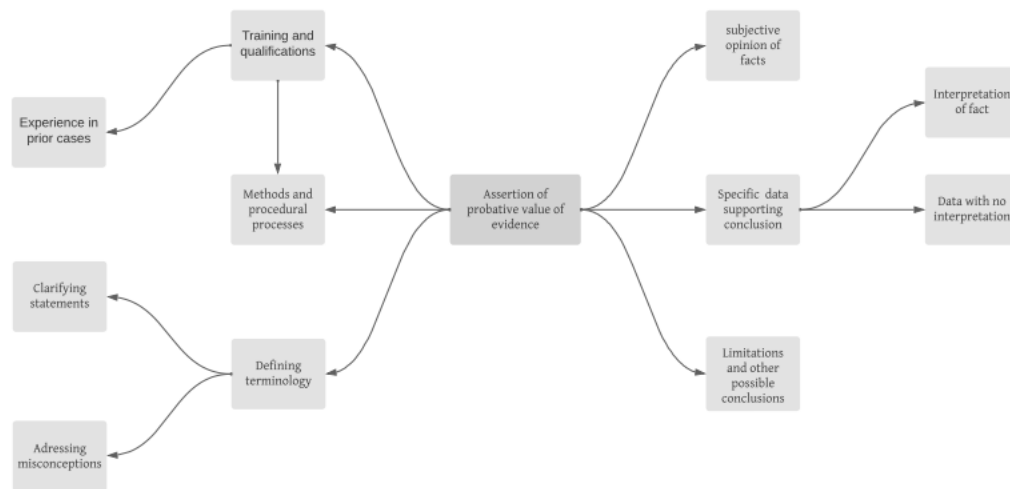 Training and
qualifications
subjective
opinion of
facts
Interpretation
of fact
Experience in
prior cases
Methods and
procedural
processes
Assertion of
probative value of
evidence
Specific data
supporting
conclusion
Data with no
interpretation
Clarifying
statements
Defining
terminology
Limitations
and other
possible
conclusions
Adressing
misconceptions